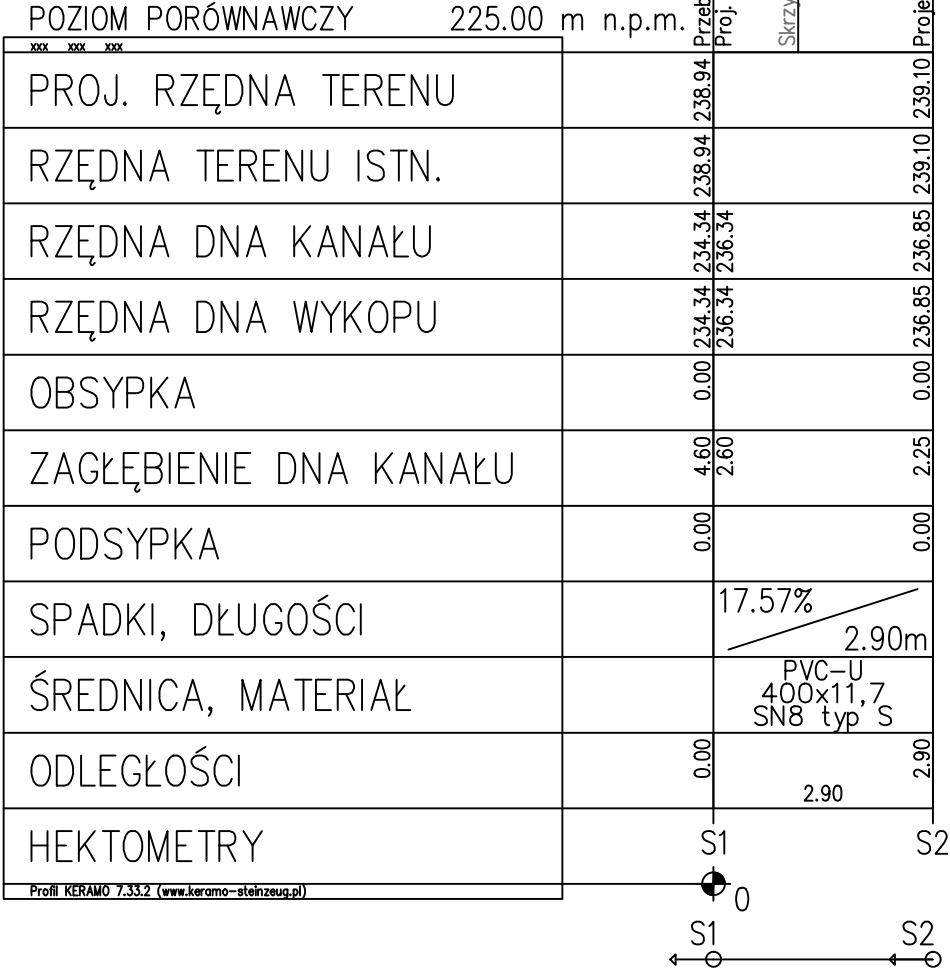 POZIOM PORÓWNAWCZY 225.00 m n.p.m.
Proj.
xxx xxx xxx
PROJ. RZĘDNA TERENU 238.94 239.10
RZĘDNA TERENU ISTN. 238.94 239.10
RZĘDNA DNA KANAŁU 234.34 236.34 236.85
RZĘDNA DNA WYKOPU 234.34 236.34 236.85
OBSYPKA 0.00 0.00
ZAGŁĘBIENIE DNA KANAŁU 4.60 2.60 2.25
PODSYPKA 0.00 0.00
SPADKI, DŁUGOŚCI 17.57% 2.90m
ŚREDNICA, MATERIAŁ PVC-U
400x11,7
SN8 typ S
ODLEGŁOŚCI 0.00 2.90 2.90
HEKTOMETRY S1 S2
Profil KERAMO 7.33.2 (www.keramo-steinzeug.pl)
0
S1 S2